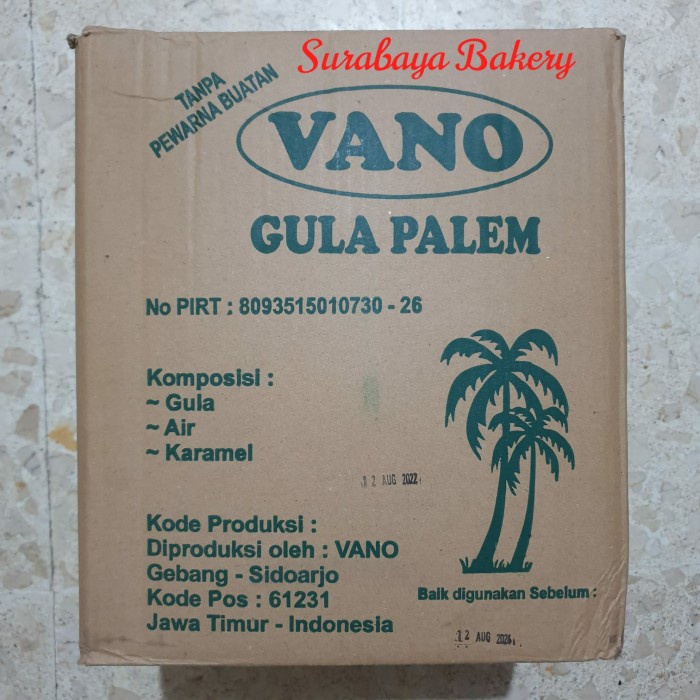 Surabaya Bakery
TANPA
PEWARNA BUATAN
VANO
GULA PALEM
No PIRT : 8093515010730 - 26
Komposisi :
~ Gula
~ Air
~ Karamel
12 AUG 2022
Kode Produksi :
Diproduksi oleh : VANO
Gebang - Sidoarjo
Kode Pos : 61231
Jawa Timur - Indonesia
Baik digunakan Sebelum :
12 AUG 2024